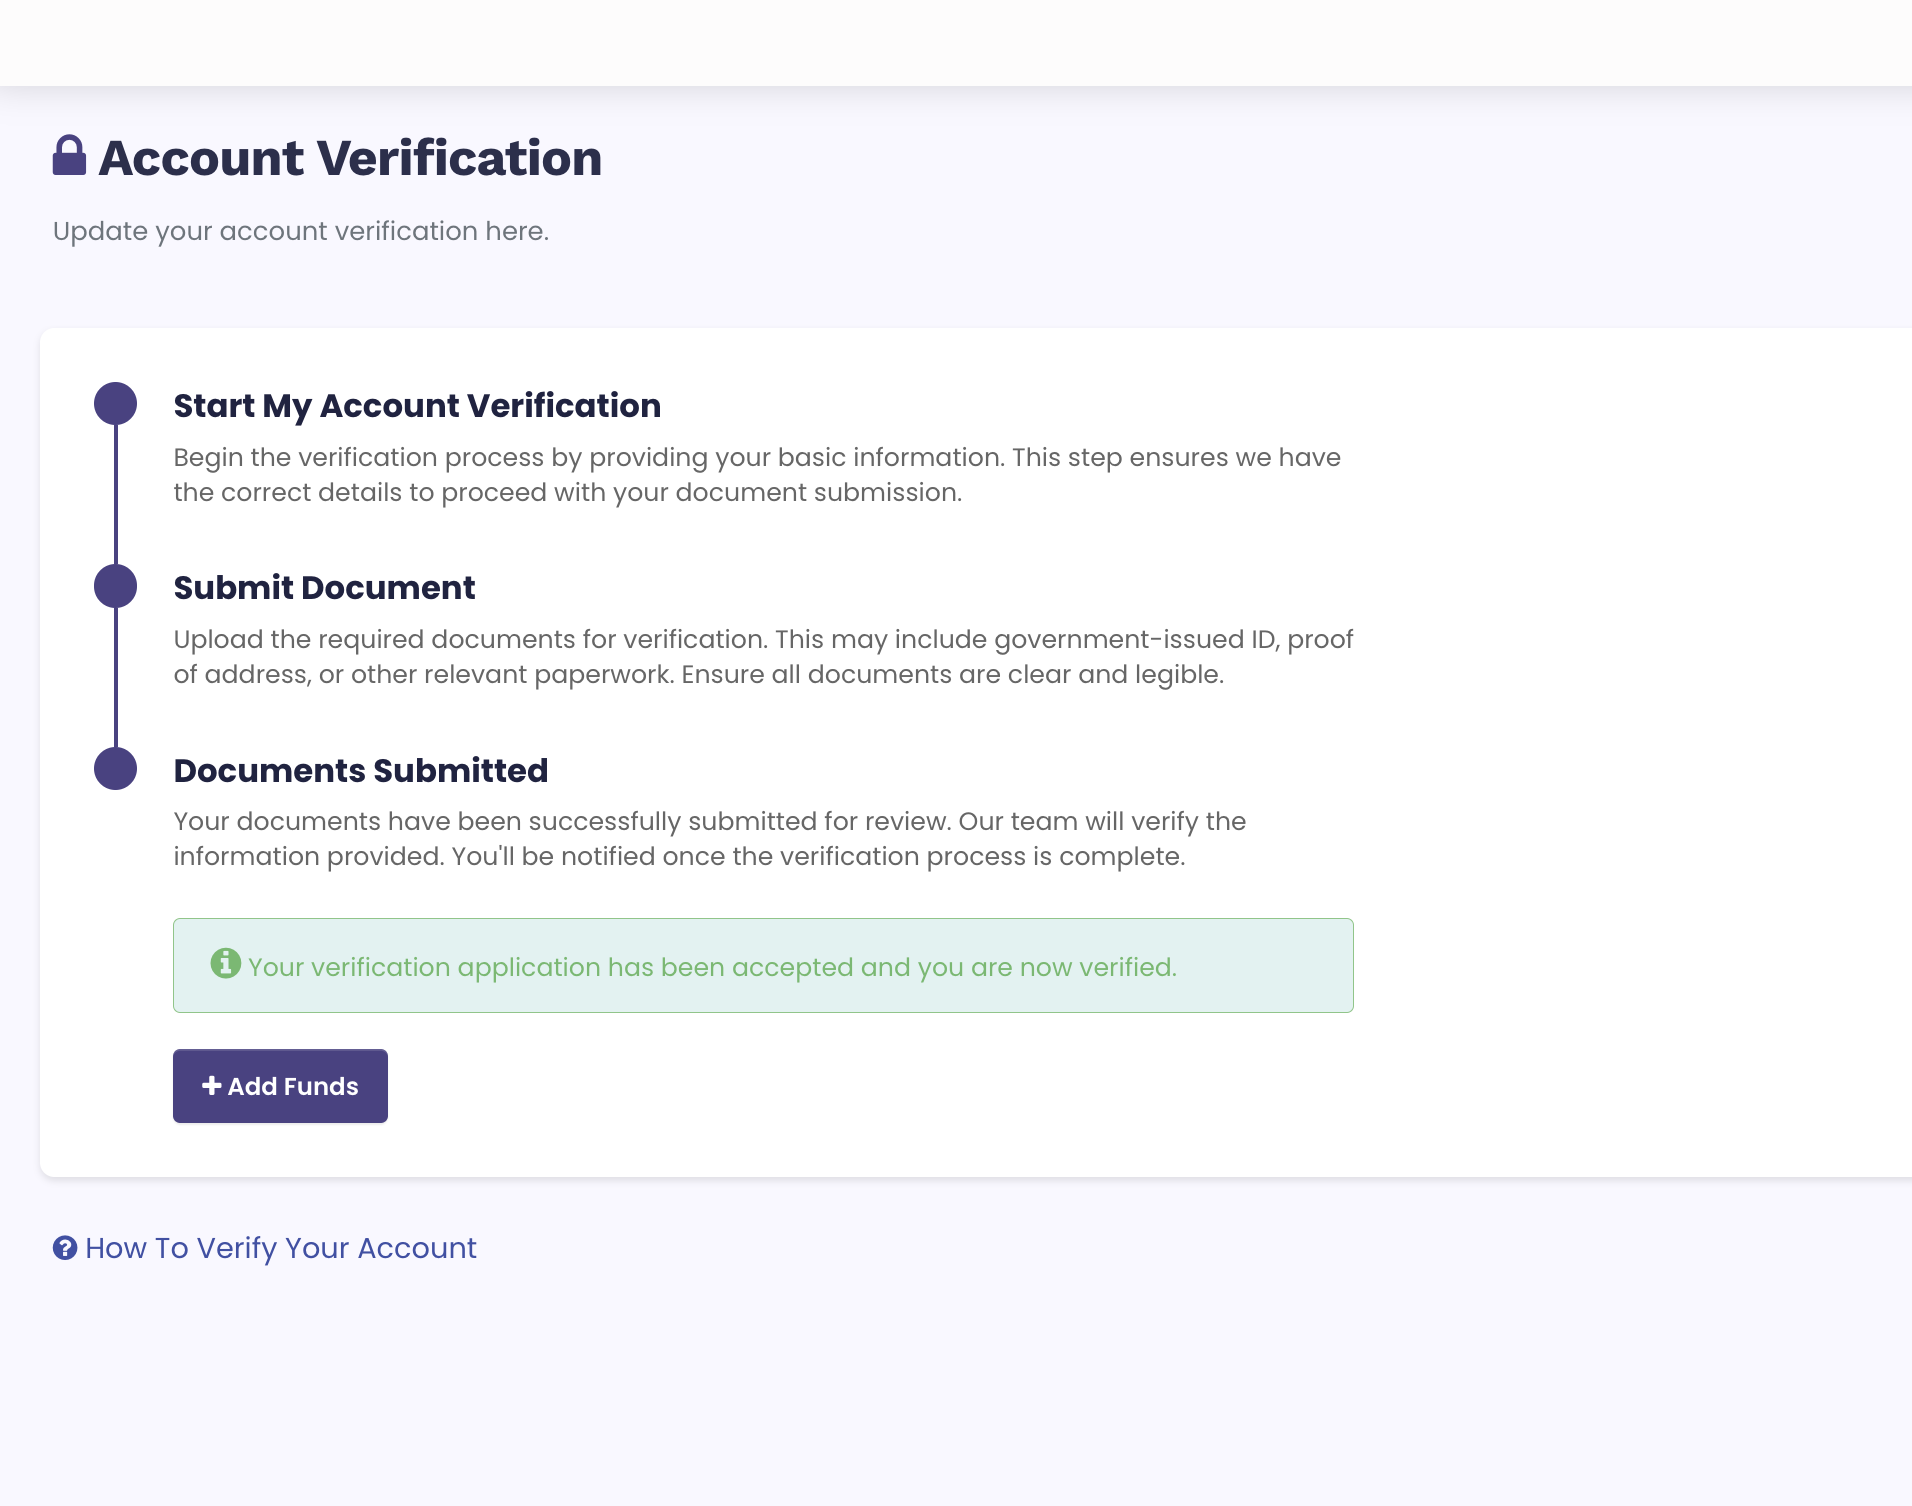 Account Verification
Update your account verification here.
Start My Account Verification
Begin the verification process by providing your basic information. This step ensures we have
the correct details to proceed with your document submission.
Submit Document
Upload the required documents for verification. This may include government-issued ID, proof
of address, or other relevant paperwork. Ensure all documents are clear and legible.
Documents Submitted
Your documents have been successfully submitted for review. Our team will verify the
information provided. You'll be notified once the verification process is complete.
Your verification application has been accepted and you are now verified.
Add Funds
How To Verify Your Account